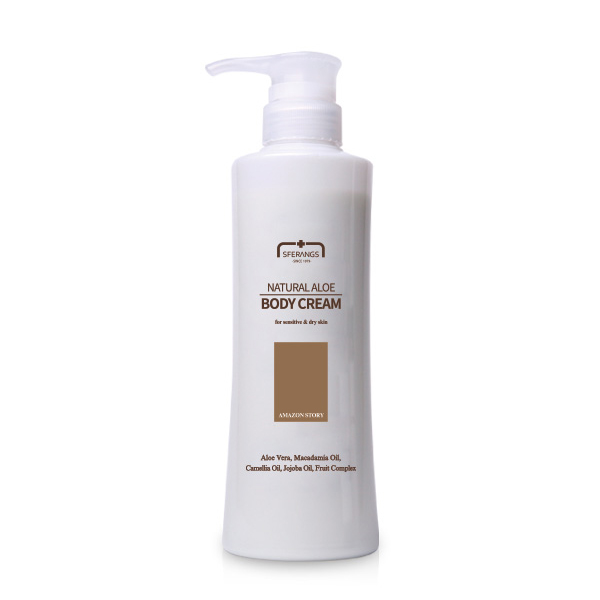 SFERANGS
SINCE 1979
NATURAL ALOE
BODY CREAM
for sensitive & dry skin
AMAZON STORY
Aloe Vera, Macadamia Oil,
Camellia Oil, Jojoba Oil, Fruit Complex